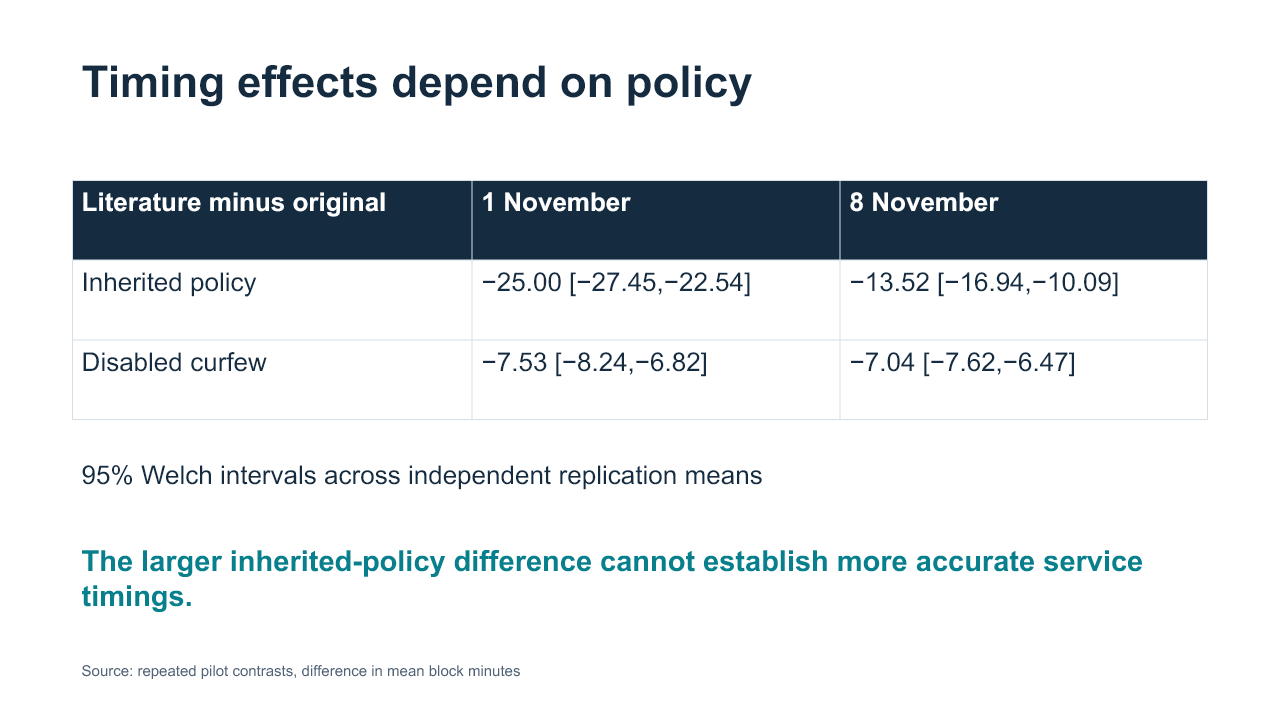 Timing effects depend on policy
Literature minus original 1 November 8 November
Inherited policy −25.00 [−27.45,−22.54] −13.52 [−16.94,−10.09]
Disabled curfew −7.53 [−8.24,−6.82] −7.04 [−7.62,−6.47]
95% Welch intervals across independent replication means
The larger inherited-policy difference cannot establish more accurate service
timings.
Source: repeated pilot contrasts, difference in mean block minutes